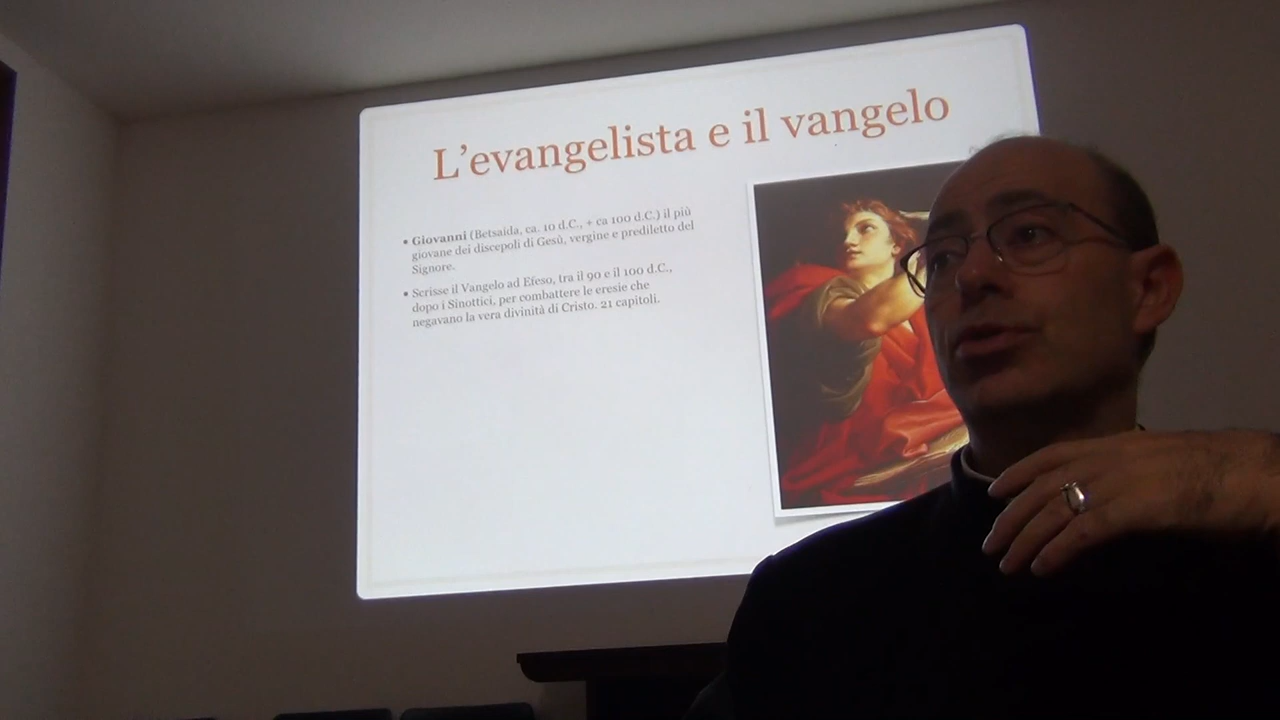 L’evangelista e il vangelo
• Giovanni (Betsaida, ca. 10 d.C., + ca 100 d.C.) il più
giovane dei discepoli di Gesù, vergine e prediletto del
Signore.
• Scrisse il Vangelo ad Efeso, tra il 90 e il 100 d.C.,
dopo i Sinottici, per combattere le eresie che
negavano la vera divinità di Cristo. 21 capitoli.